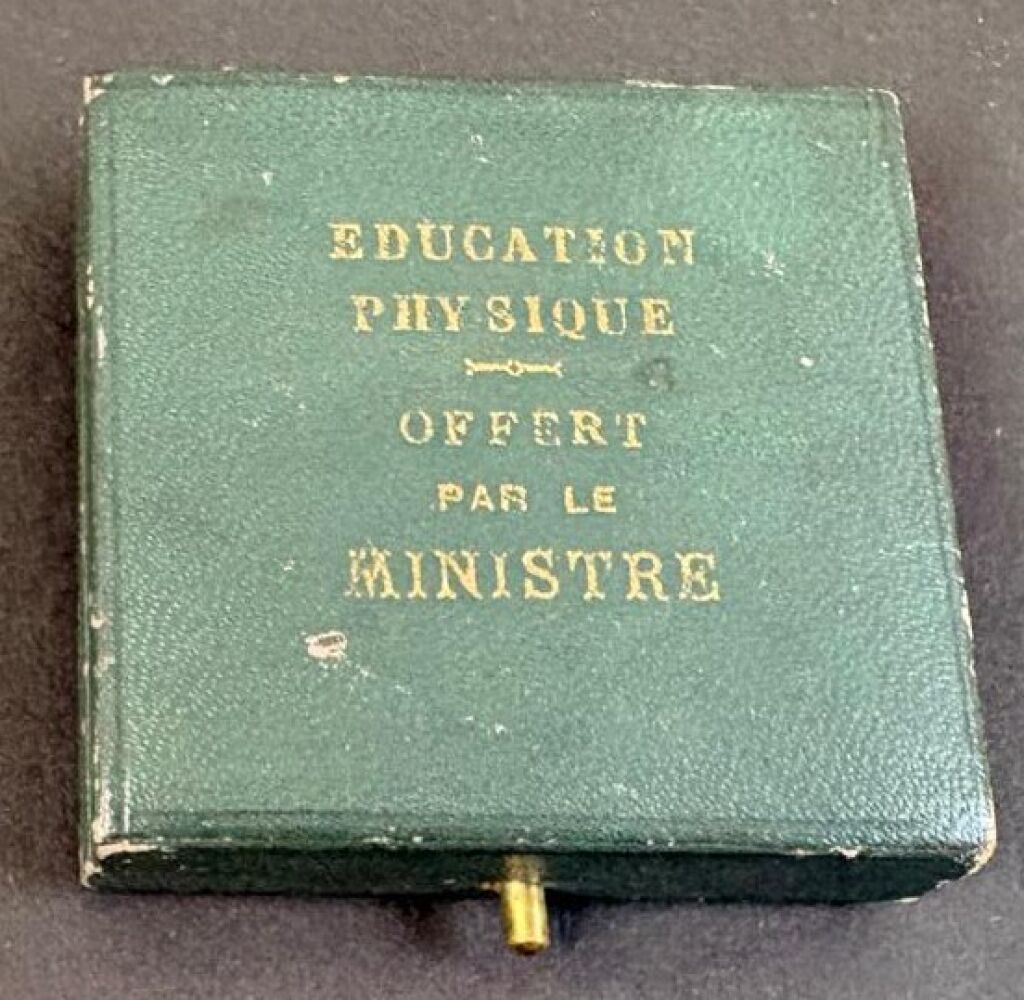 EDUCATION
PHYSIQUE
OFFERT
PAR LE
MINISTRE